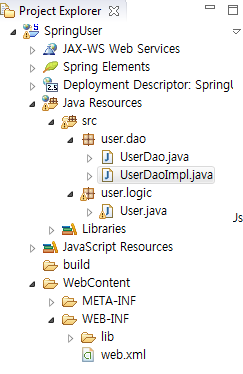 Project Explorer
SpringUser
JAX-WS Web Services
Spring Elements
Deployment Descriptor: SpringU
Java Resources
src
user.dao
UserDao.java
UserDaoImpl.java
user.logic
User.java
Js
Libraries
JavaScript Resources
build
WebContent
META-INF
WEB-INF
lib
web.xml